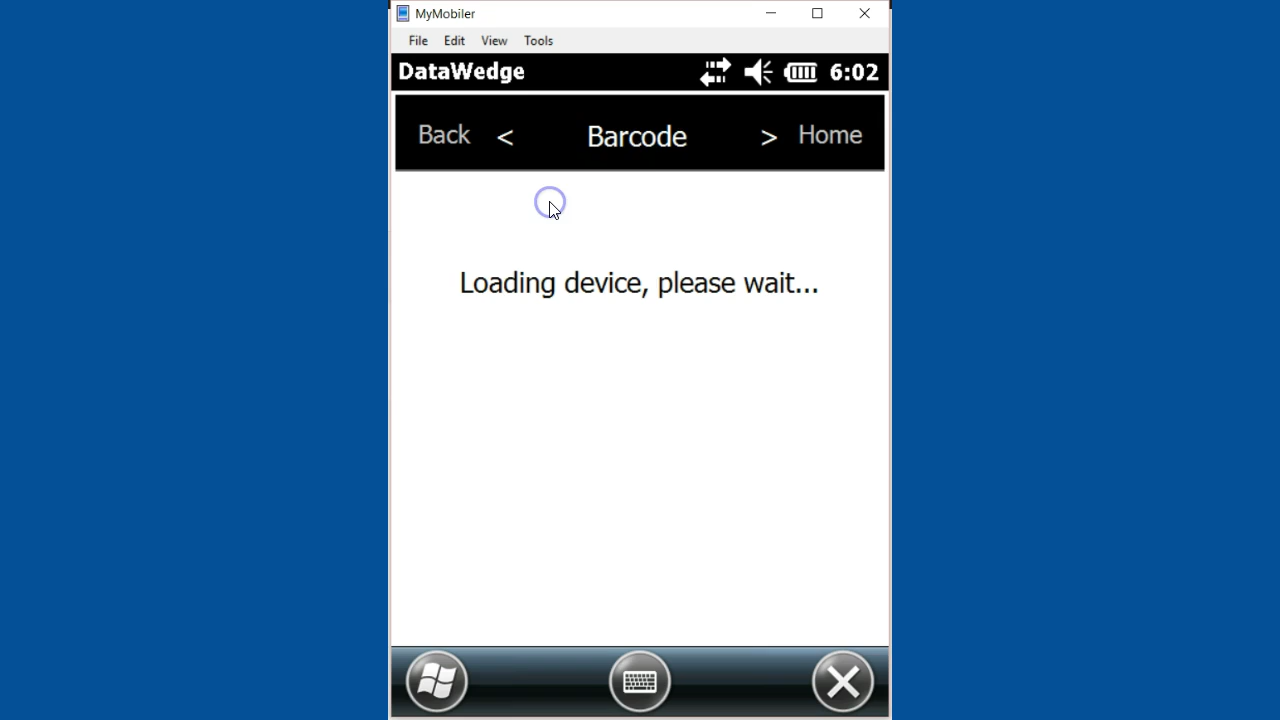 MyMobiler
File Edit View Tools
DataWedge 6:02
Back < Barcode > Home
Loading device, please wait...